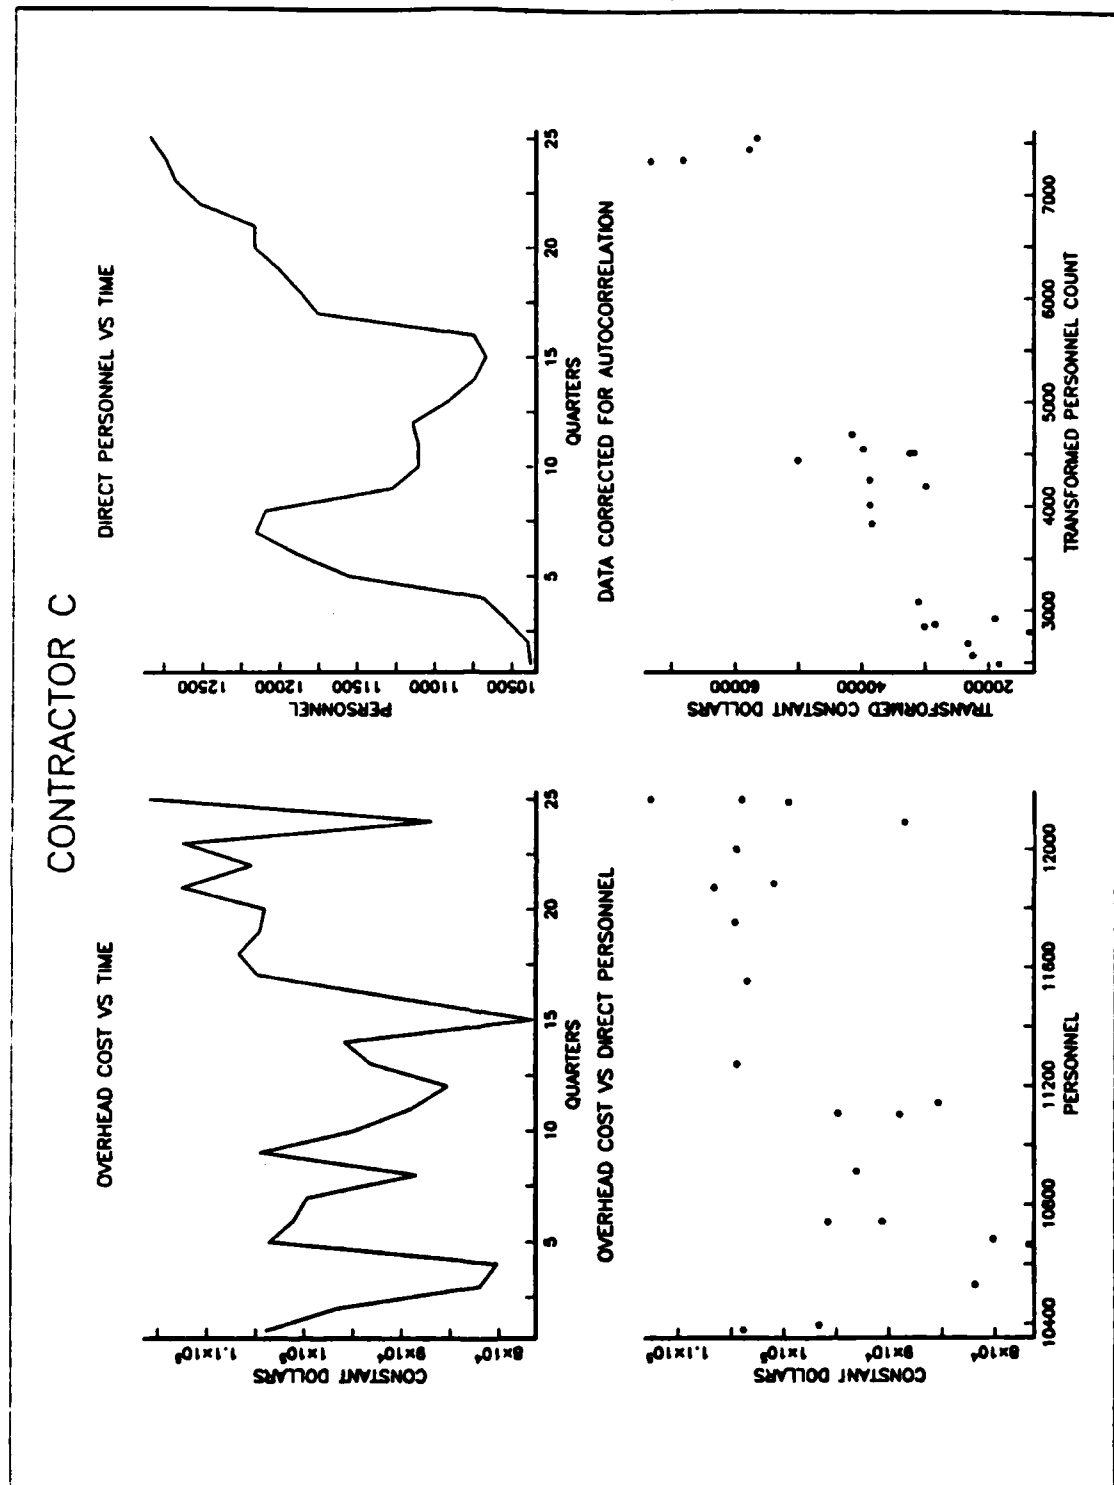 CONTRACTOR C
OVERHEAD COST VS TIME
CONSTANT DOLLARS
1.1×10⁵
1×10⁵
9×10⁴
8×10⁴
5
10
15
20
25
QUARTERS
DIRECT PERSONNEL VS TIME
PERSONNEL
12500
12000
11500
11000
10500
5
10
15
20
25
QUARTERS
OVERHEAD COST VS DIRECT PERSONNEL
CONSTANT DOLLARS
1.1×10⁵
1×10⁵
9×10⁴
8×10⁴
10400
10800
11200
11600
12000
PERSONNEL
DATA CORRECTED FOR AUTOCORRELATION
TRANSFORMED CONSTANT DOLLARS
60000
40000
20000
3000
4000
5000
6000
7000
TRANSFORMED PERSONNEL COUNT